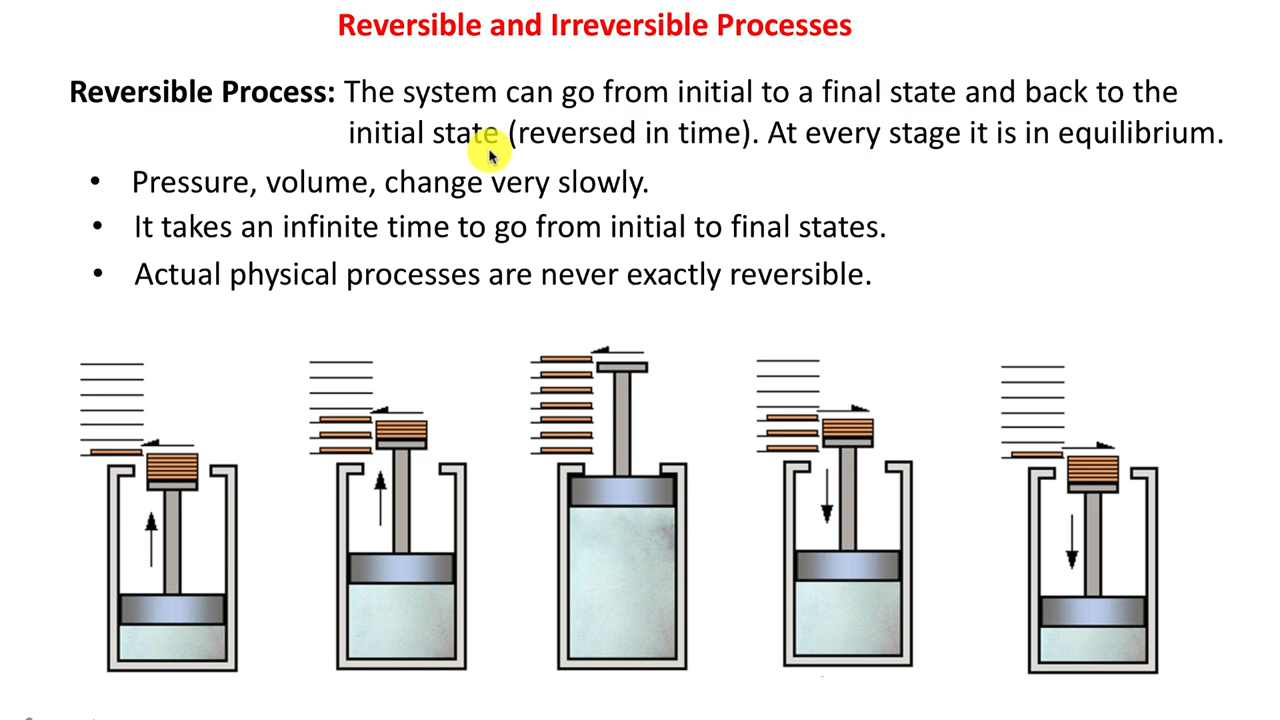 Reversible and Irreversible Processes
Reversible Process: The system can go from initial to a final state and back to the
initial state (reversed in time). At every stage it is in equilibrium.
• Pressure, volume, change very slowly.
• It takes an infinite time to go from initial to final states.
• Actual physical processes are never exactly reversible.